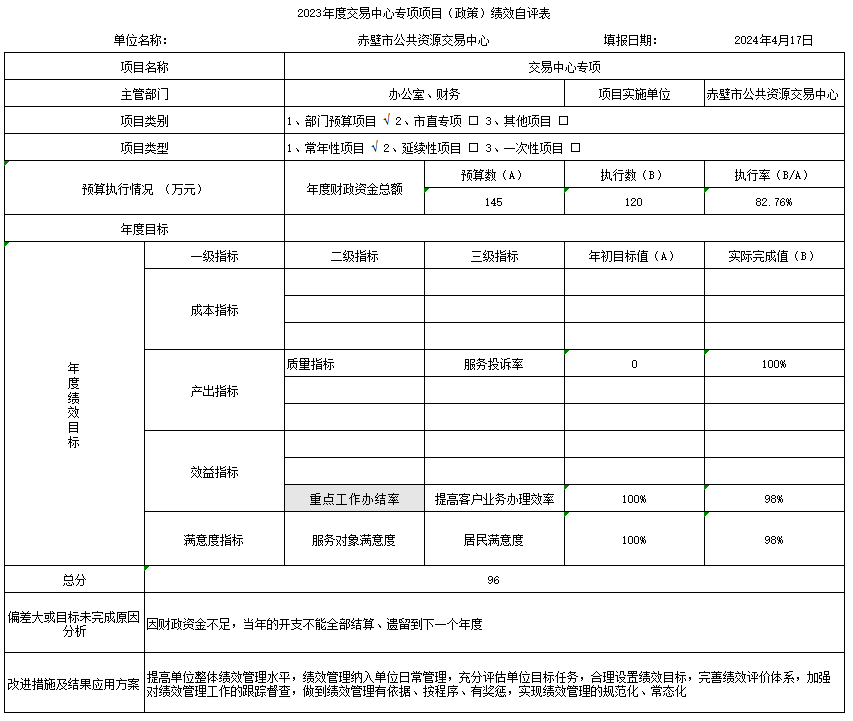 2023年度交易中心专项项目（政策）绩效自评表
单位名称： 赤壁市公共资源交易中心 填报日期： 2024年4月17日
项目名称 交易中心专项
主管部门 办公室、财务 项目实施单位 赤壁市公共资源交易中心
项目类别 1、部门预算项目 √ 2、市直专项 □ 3、其他项目 □
项目类型 1、常年性项目 √ 2、延续性项目 □ 3、一次性项目 □
预算执行情况 （万元） 年度财政资金总额 预算数（A） 执行数（B） 执行率（B/A）
145 120 82.76%
年度目标
年度绩效目标 一级指标 二级指标 三级指标 年初目标值（A） 实际完成值（B）
成本指标
产出指标 质量指标 服务投诉率 0 100%
效益指标
重点工作办结率 提高客户业务办理效率 100% 98%
满意度指标 服务对象满意度 居民满意度 100% 98%
总分 96
偏差大或目标未完成原因
分析
因财政资金不足，当年的开支不能全部结算、遗留到下一个年度
改进措施及结果应用方案
提高单位整体绩效管理水平，绩效管理纳入单位日常管理，充分评估单位目标任务，合理设置绩效目标，完善绩效评价体系，加强
对绩效管理工作的跟踪督查，做到绩效管理有依据、按程序、有奖惩，实现绩效管理的规范化、常态化